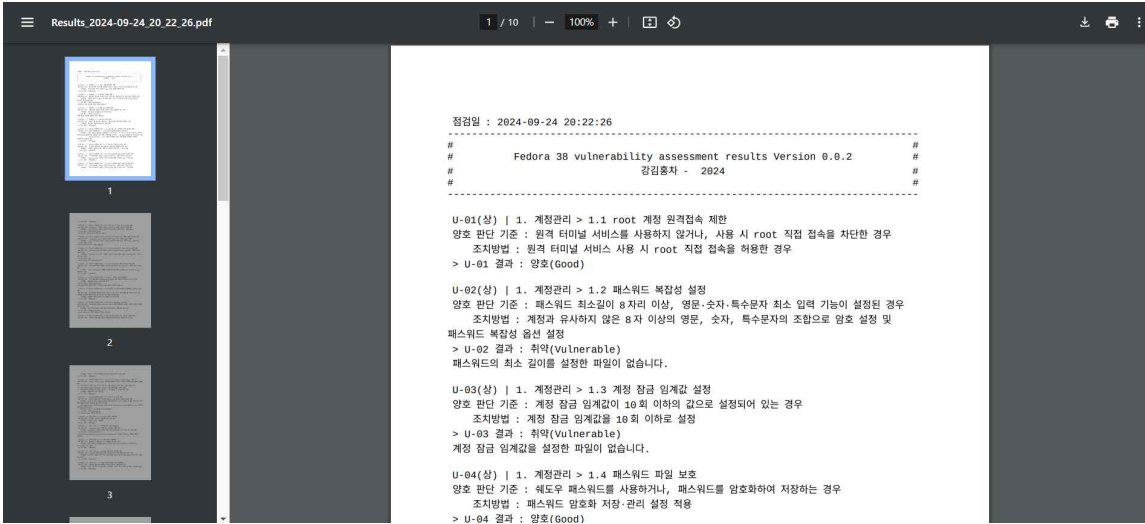 Results_2024-09-24_20_22_26.pdf
1 / 10
100%
1
2
3
점검일 : 2024-09-24 20:22:26
-------------------------------------------------------------------------------
# #
# Fedora 38 vulnerability assessment results Version 0.0.2 #
# 강김홍차 - 2024 #
# #
-------------------------------------------------------------------------------
U-01(상) | 1. 계정관리 > 1.1 root 계정 원격접속 제한
양호 판단 기준 : 원격 터미널 서비스를 사용하지 않거나, 사용 시 root 직접 접속을 차단한 경우
조치방법 : 원격 터미널 서비스 사용 시 root 직접 접속을 허용한 경우
> U-01 결과 : 양호(Good)
U-02(상) | 1. 계정관리 > 1.2 패스워드 복잡성 설정
양호 판단 기준 : 패스워드 최소길이 8자리 이상, 영문·숫자·특수문자 최소 입력 기능이 설정된 경우
조치방법 : 계정과 유사하지 않은 8자 이상의 영문, 숫자, 특수문자의 조합으로 암호 설정 및
패스워드 복잡성 옵션 설정
> U-02 결과 : 취약(Vulnerable)
패스워드의 최소 길이를 설정한 파일이 없습니다.
U-03(상) | 1. 계정관리 > 1.3 계정 잠금 임계값 설정
양호 판단 기준 : 계정 잠금 임계값이 10회 이하의 값으로 설정되어 있는 경우
조치방법 : 계정 잠금 임계값을 10회 이하로 설정
> U-03 결과 : 취약(Vulnerable)
계정 잠금 임계값을 설정한 파일이 없습니다.
U-04(상) | 1. 계정관리 > 1.4 패스워드 파일 보호
양호 판단 기준 : 쉐도우 패스워드를 사용하거나, 패스워드를 암호화하여 저장하는 경우
조치방법 : 패스워드 암호화 저장·관리 설정 적용
> U-04 결과 : 양호(Good)